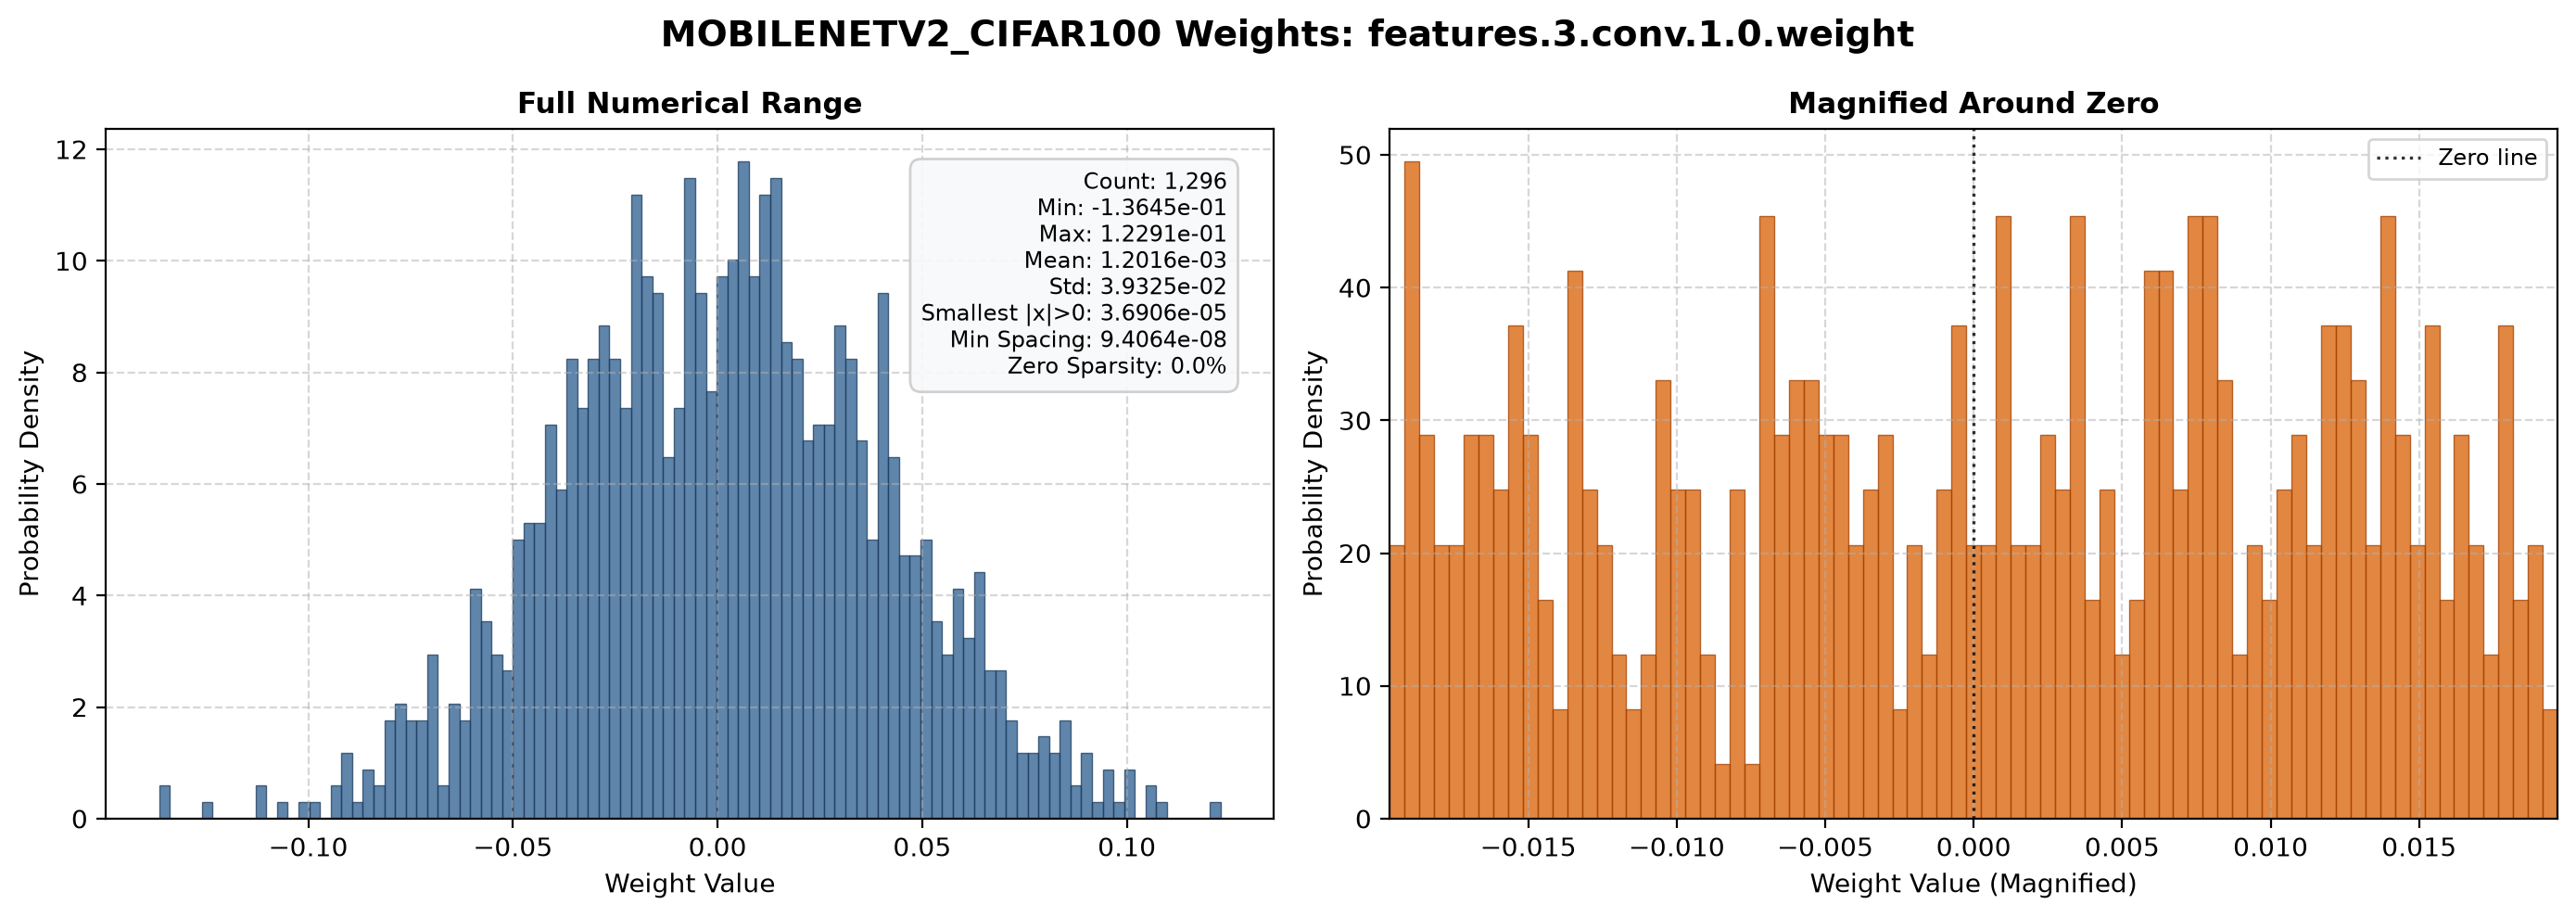 MOBILENETV2_CIFAR100 Weights: features.3.conv.1.0.weight
Full Numerical Range
12
10
8
6
4
2
0
Probability Density
Count: 1,296
Min: -1.3645e-01
Max: 1.2291e-01
Mean: 1.2016e-03
Std: 3.9325e-02
Smallest |x|>0: 3.6906e-05
Min Spacing: 9.4064e-08
Zero Sparsity: 0.0%
−0.10 −0.05 0.00 0.05 0.10
Weight Value
Magnified Around Zero
50
40
30
20
10
0
Probability Density
Zero line
−0.015 −0.010 −0.005 0.000 0.005 0.010 0.015
Weight Value (Magnified)